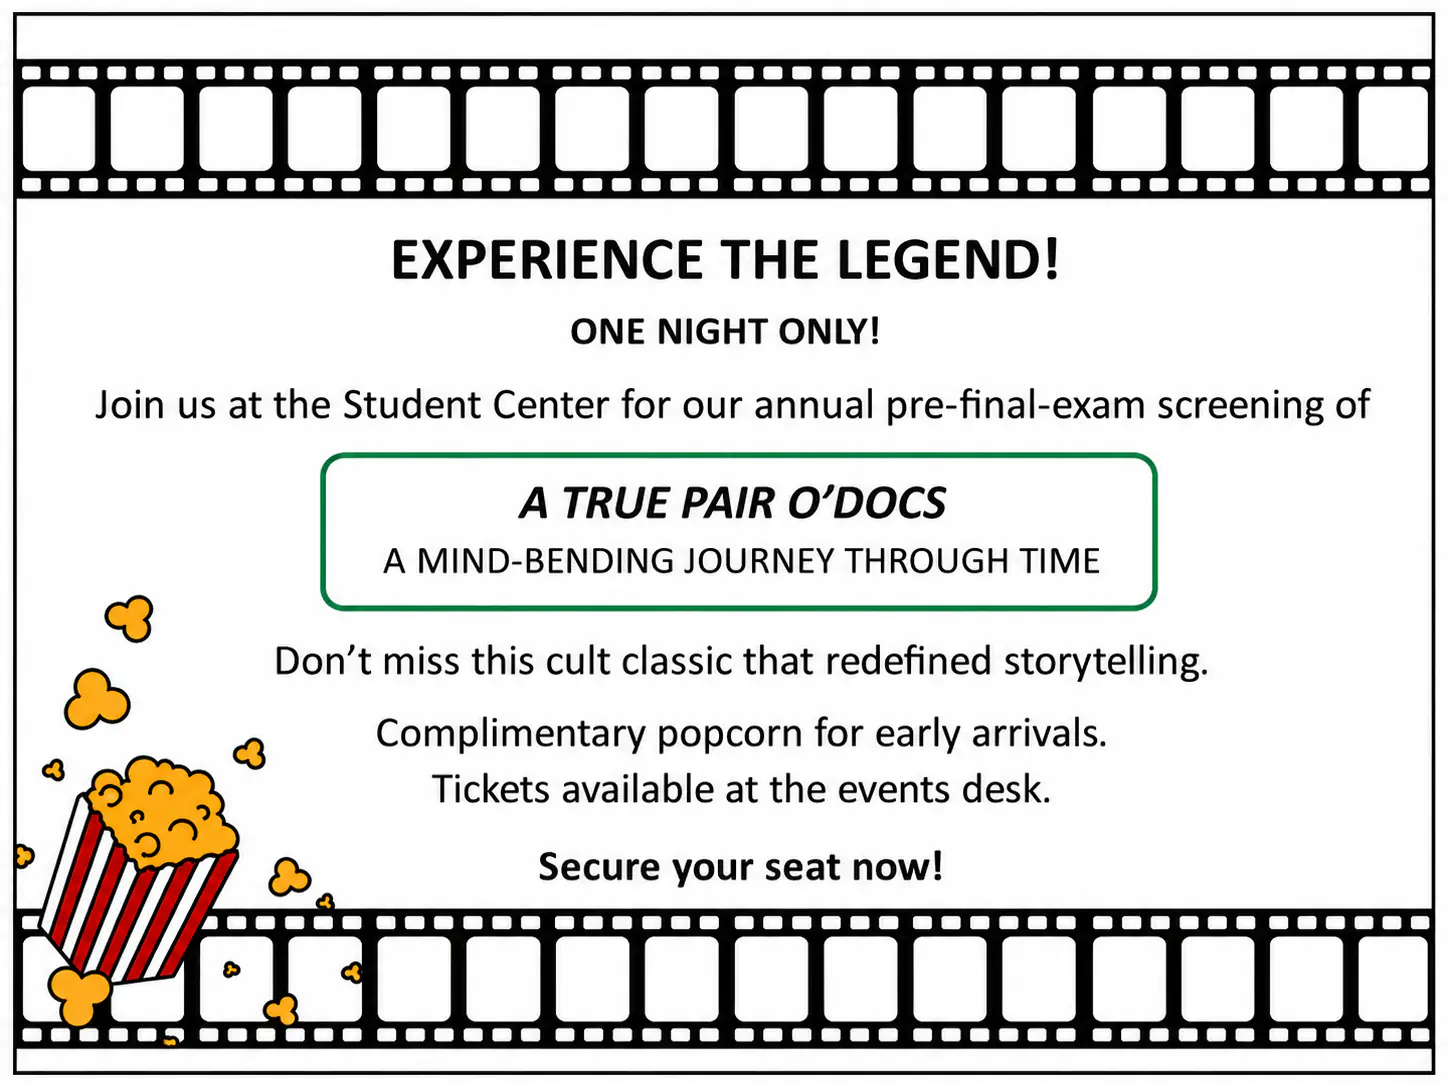 EXPERIENCE THE LEGEND!
ONE NIGHT ONLY!
Join us at the Student Center for our annual pre-final-exam screening of
A TRUE PAIR O’DOCS
A MIND-BENDING JOURNEY THROUGH TIME
Don’t miss this cult classic that redefined storytelling.
Complimentary popcorn for early arrivals.
Tickets available at the events desk.
Secure your seat now!